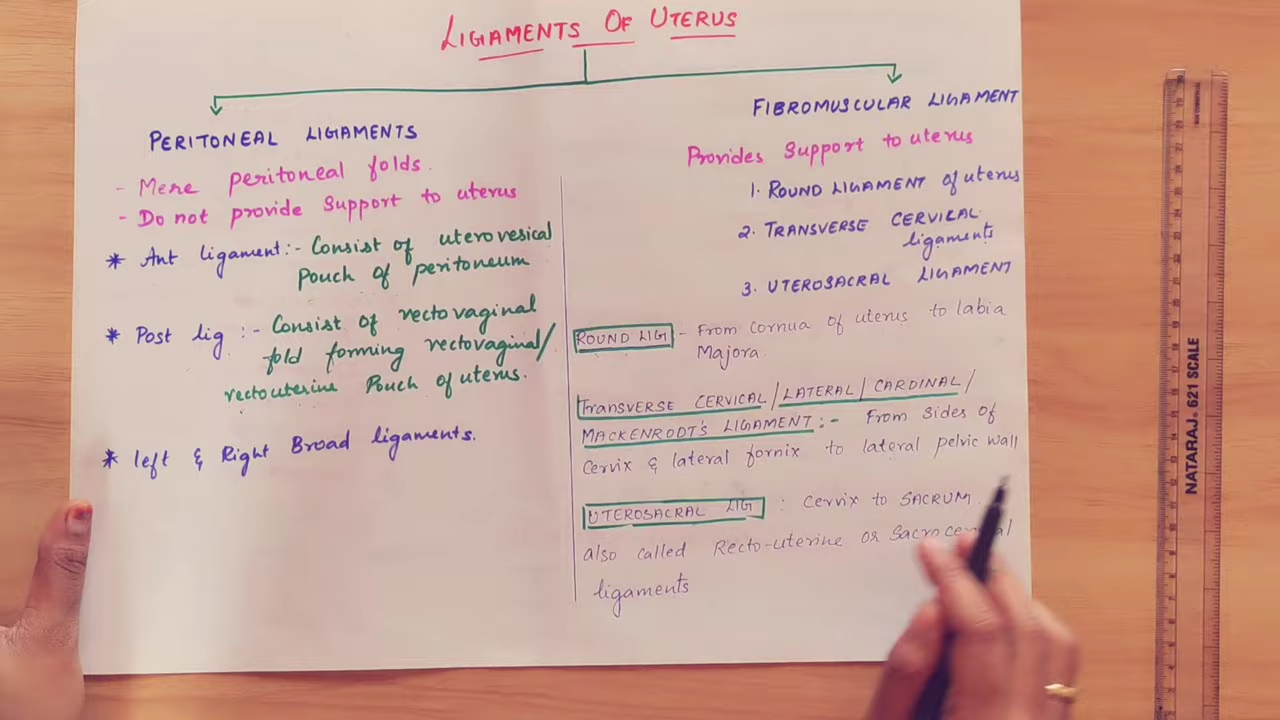 LIGAMENTS OF UTERUS
PERITONEAL LIGAMENTS
- Mere peritoneal folds.
- Do not provide Support to uterus
* Ant ligament:- Consist of uterovesical
Pouch of peritoneum
* Post lig :- Consist of rectovaginal
fold forming rectovaginal/
rectouterine Pouch of uterus.
* left & Right Broad ligaments.
FIBROMUSCULAR LIGAMENT
Provides Support to uterus
1. ROUND LIGAMENT of uterus
2. TRANSVERSE CERVICAL
ligaments
3. UTEROSACRAL LIGAMENT
ROUND LIG - From Cornua of uterus to labia
Majora.
TRANSVERSE CERVICAL/LATERAL/CARDINAL/
MACKENRODT'S LIGAMENT:- From Sides of
Cervix & lateral fornix to lateral pelvic wall
UTEROSACRAL LIG : Cervix to SACRUM.
also called Recto-uterine or
ligaments
NATARAJ 621 SCALE